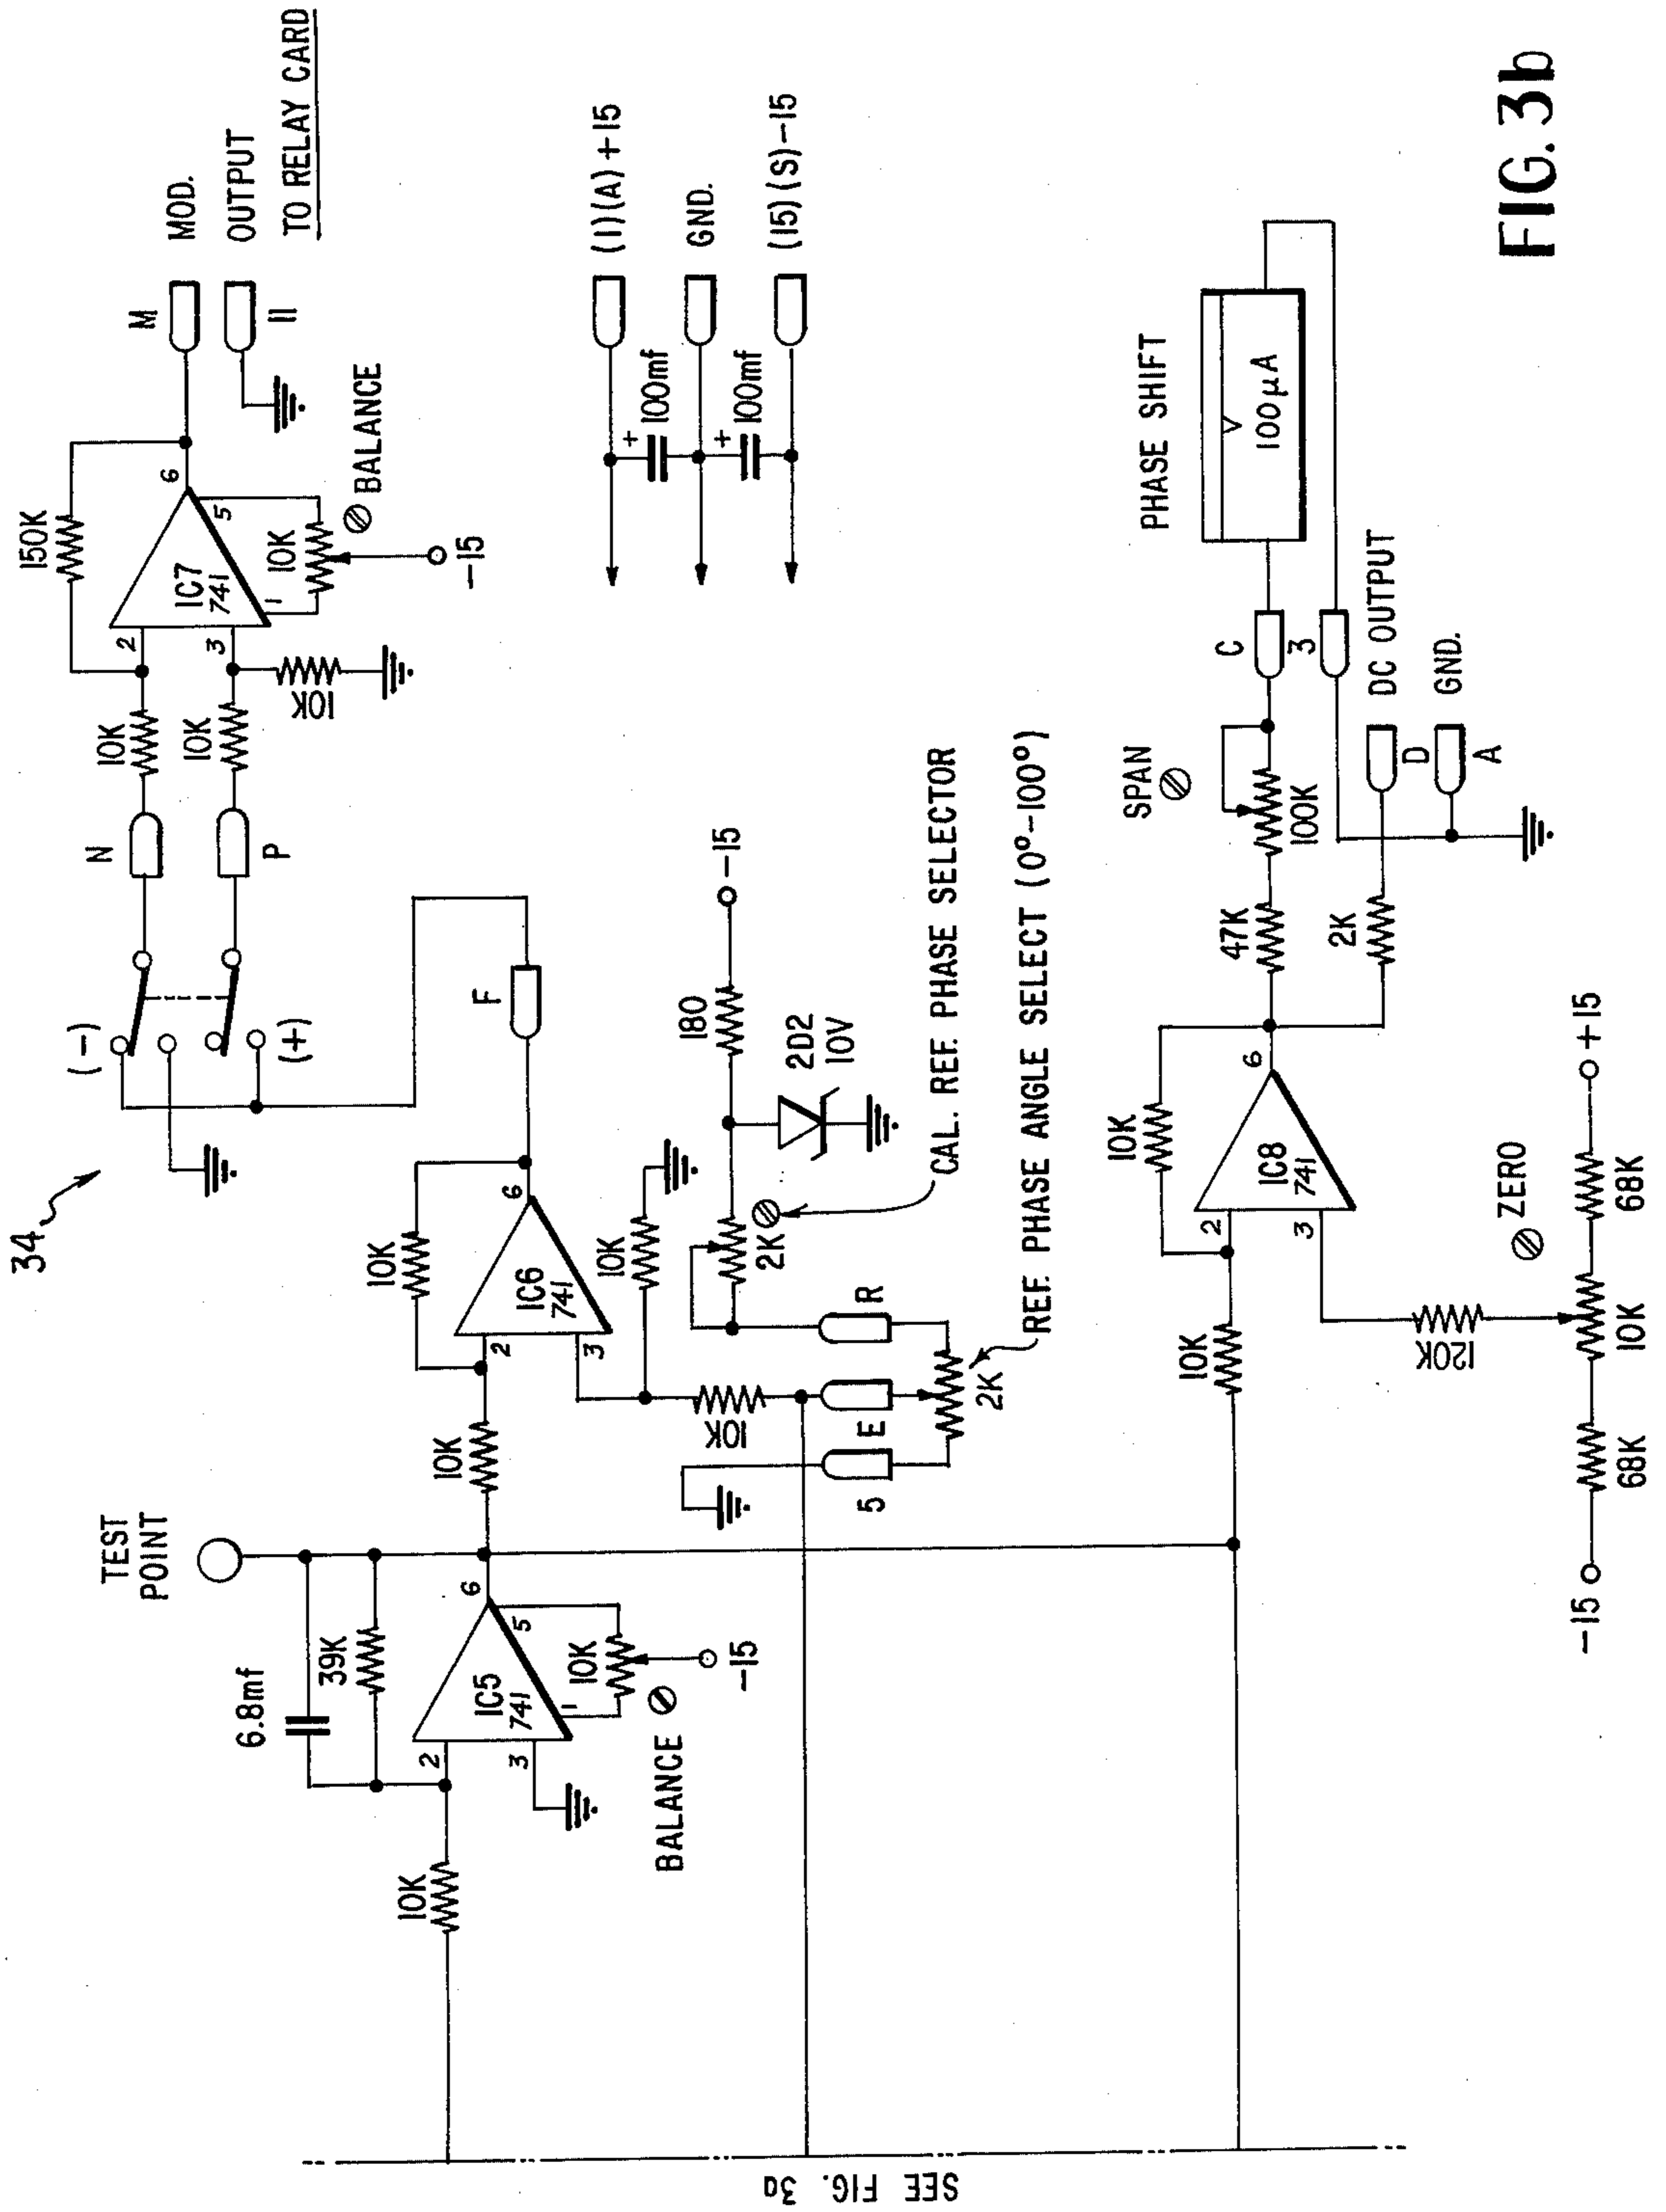 34
TEST
POINT
6.8mf
39K
10K
2
3
IC5
741
6
5
1
10K
BALANCE
-15
10K
10K
2
3
IC6
741
6
10K
10K
F
(-)
(+)
N
P
10K
10K
10K
2
3
IC7
741
6
5
1
150K
10K
BALANCE
-15
M
MOD.
11
OUTPUT
TO RELAY CARD
(1)(A)+15
100mf
+
GND.
100mf
+
(15)(S)-15
5
E
R
2K
2K
180
-15
2D2
10V
CAL. REF. PHASE SELECTOR
REF. PHASE ANGLE SELECT (0°-100°)
10K
2
3
IC8
741
6
10K
120K
ZERO
-15
68K
10K
68K
+15
47K
2K
SPAN
100K
C
3
PHASE SHIFT
100µA
D
DC OUTPUT
A
GND.
SEE FIG. 3a
FIG. 3b